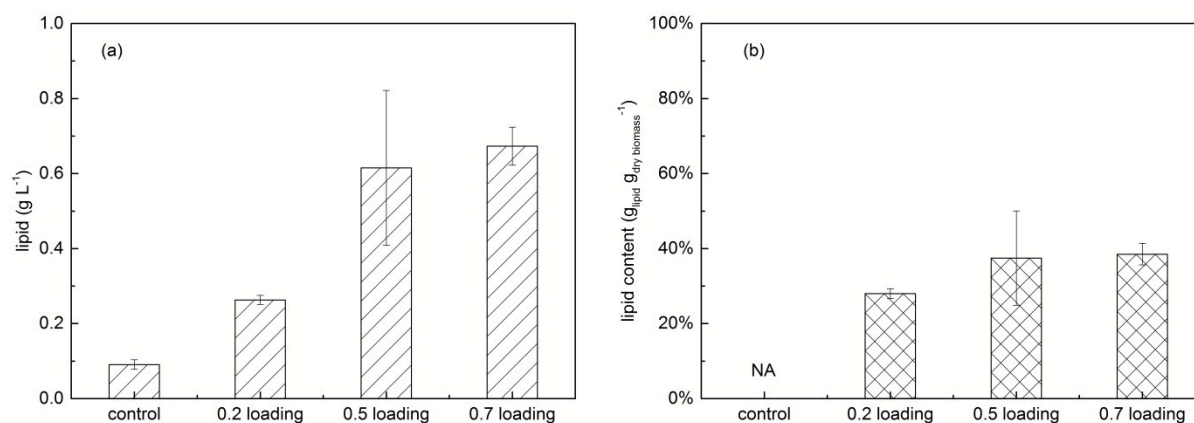 (a)
lipid (g L⁻¹)
1.0
0.8
0.6
0.4
0.2
0.0
control
0.2 loading
0.5 loading
0.7 loading
(b)
lipid content (g_lipid g_dry biomass⁻¹)
100%
80%
60%
40%
20%
0%
NA
control
0.2 loading
0.5 loading
0.7 loading